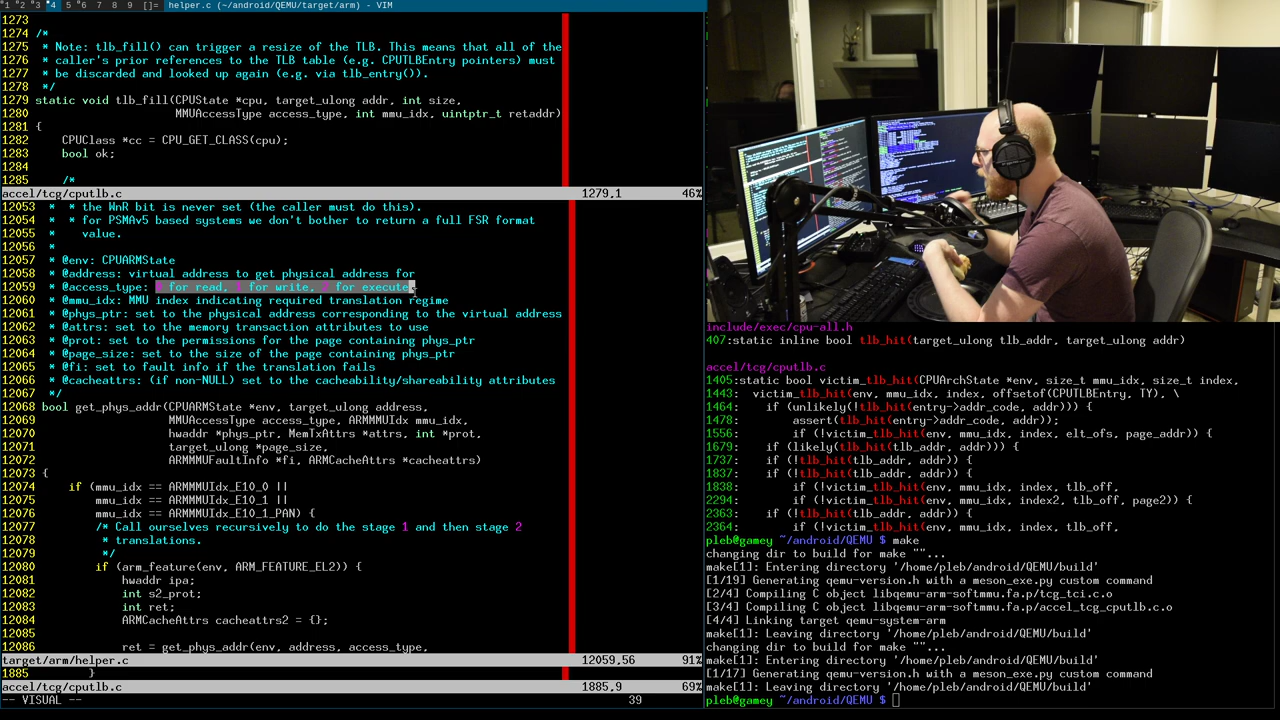 1 2 3 4 5 6 7 8 9 []= helper.c (~/android/QEMU/target/arm) - VIM
1273
1274 /*
1275  * Note: tlb_fill() can trigger a resize of the TLB. This means that all of the
1276  * caller's prior references to the TLB table (e.g. CPUTLBEntry pointers) must
1277  * be discarded and looked up again (e.g. via tlb_entry()).
1278  */
1279 static void tlb_fill(CPUState *cpu, target_ulong addr, int size,
1280                      MMUAccessType access_type, int mmu_idx, uintptr_t retaddr)
1281 {
1282     CPUClass *cc = CPU_GET_CLASS(cpu);
1283     bool ok;
1284
1285     /*
accel/tcg/cputlb.c 1279,1 46%
12053  *  * the WnR bit is never set (the caller must do this).
12054  *  * for PSMAv5 based systems we don't bother to return a full FSR format
12055  *    value.
12056  *
12057  * @env: CPUARMState
12058  * @address: virtual address to get physical address for
12059  * @access_type: 0 for read, 1 for write, 2 for execute
12060  * @mmu_idx: MMU index indicating required translation regime
12061  * @phys_ptr: set to the physical address corresponding to the virtual address
12062  * @attrs: set to the memory transaction attributes to use
12063  * @prot: set to the permissions for the page containing phys_ptr
12064  * @page_size: set to the size of the page containing phys_ptr
12065  * @fi: set to fault info if the translation fails
12066  * @cacheattrs: (if non-NULL) set to the cacheability/shareability attributes
12067  */
12068 bool get_phys_addr(CPUARMState *env, target_ulong address,
12069                    MMUAccessType access_type, ARMMMUIdx mmu_idx,
12070                    hwaddr *phys_ptr, MemTxAttrs *attrs, int *prot,
12071                    target_ulong *page_size,
12072                    ARMMMUFaultInfo *fi, ARMCacheAttrs *cacheattrs)
12073 {
12074     if (mmu_idx == ARMMMUIdx_E10_0 ||
12075         mmu_idx == ARMMMUIdx_E10_1 ||
12076         mmu_idx == ARMMMUIdx_E10_1_PAN) {
12077         /* Call ourselves recursively to do the stage 1 and then stage 2
12078          * translations.
12079          */
12080         if (arm_feature(env, ARM_FEATURE_EL2)) {
12081             hwaddr ipa;
12082             int s2_prot;
12083             int ret;
12084             ARMCacheAttrs cacheattrs2 = {};
12085
12086             ret = get_phys_addr(env, address, access_type,
target/arm/helper.c 12059,56 91%
1885         }
accel/tcg/cputlb.c 1885,9 69%
-- VISUAL -- 39
include/exec/cpu-all.h
407:static inline bool tlb_hit(target_ulong tlb_addr, target_ulong addr)
accel/tcg/cputlb.c
1405:static bool victim_tlb_hit(CPUArchState *env, size_t mmu_idx, size_t index,
1443:  victim_tlb_hit(env, mmu_idx, index, offsetof(CPUTLBEntry, TY), \
1464:    if (unlikely(!tlb_hit(entry->addr_code, addr))) {
1478:        assert(tlb_hit(entry->addr_code, addr));
1556:        if (!victim_tlb_hit(env, mmu_idx, index, elt_ofs, page_addr)) {
1679:    if (likely(tlb_hit(tlb_addr, addr))) {
1737:    if (!tlb_hit(tlb_addr, addr)) {
1837:    if (!tlb_hit(tlb_addr, addr)) {
1838:        if (!victim_tlb_hit(env, mmu_idx, index, tlb_off,
2294:        if (!victim_tlb_hit(env, mmu_idx, index2, tlb_off, page2)) {
2363:    if (!tlb_hit(tlb_addr, addr)) {
2364:        if (!victim_tlb_hit(env, mmu_idx, index, tlb_off,
pleb@gamey ~/android/QEMU $ make
changing dir to build for make ""...
make[1]: Entering directory '/home/pleb/android/QEMU/build'
[1/19] Generating qemu-version.h with a meson_exe.py custom command
[2/4] Compiling C object libqemu-arm-softmmu.fa.p/tcg_tci.c.o
[3/4] Compiling C object libqemu-arm-softmmu.fa.p/accel_tcg_cputlb.c.o
[4/4] Linking target qemu-system-arm
make[1]: Leaving directory '/home/pleb/android/QEMU/build'
changing dir to build for make ""...
make[1]: Entering directory '/home/pleb/android/QEMU/build'
[1/17] Generating qemu-version.h with a meson_exe.py custom command
make[1]: Leaving directory '/home/pleb/android/QEMU/build'
pleb@gamey ~/android/QEMU $